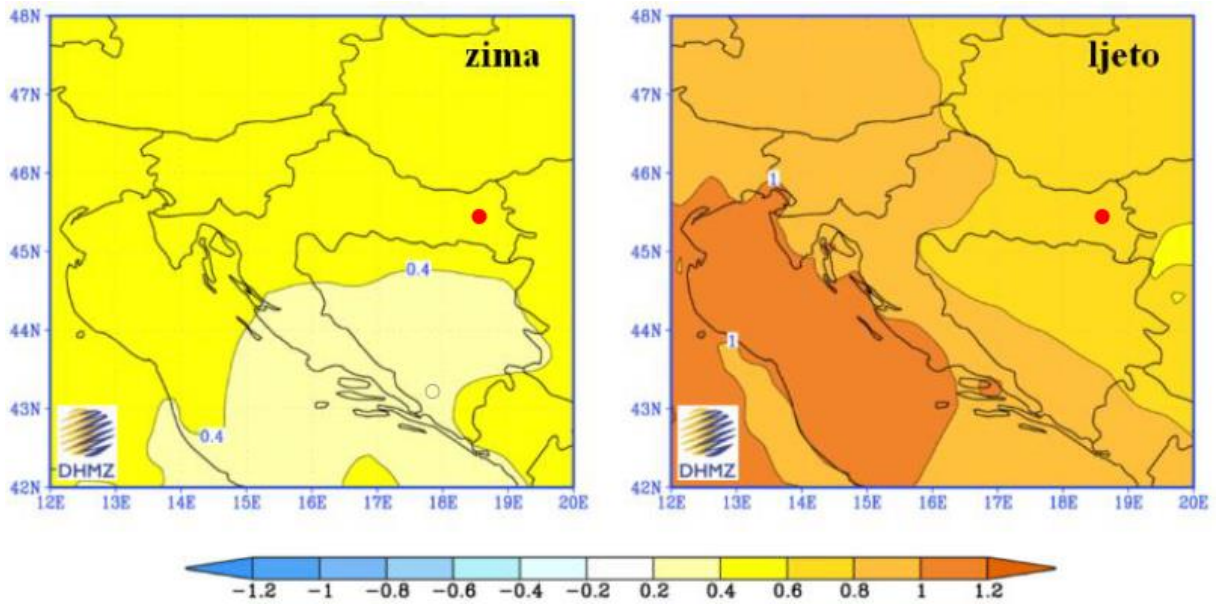 48N
47N
46N
45N
44N
43N
42N
zima
0.4
0.4
DHMZ
12E 13E 14E 15E 16E 17E 18E 19E 20E
48N
47N
46N
45N
44N
43N
42N
ljeto
1
1
DHMZ
12E 13E 14E 15E 16E 17E 18E 19E 20E
-1.2 -1 -0.8 -0.6 -0.4 -0.2 0.2 0.4 0.6 0.8 1 1.2